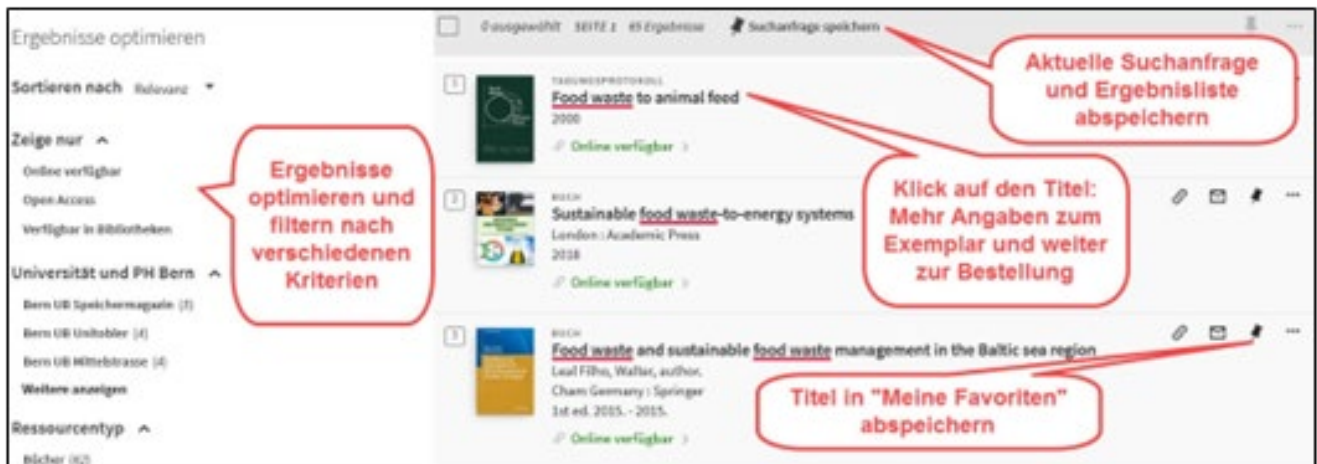 Ergebnisse optimieren
Sortieren nach Relevanz
Zeige nur
Online verfügbar
Open Access
Verfügbar in Bibliotheken
Universität und PH Bern
Bern UB Speichermagazin (5)
Bern UB Unitobler (4)
Bern UB Mittelstrasse (4)
Weitere anzeigen
Ressourcentyp
Bücher (62)
Ergebnisse
optimieren und
filtern nach
verschiedenen
Kriterien
0 ausgewählt SEITE 1 65 Ergebnisse Suchanfrage speichern
Aktuelle Suchanfrage
und Ergebnisliste
abspeichern
1
TAGUNGSPROTOKOLL
Food waste to animal feed
2000
Online verfügbar
Klick auf den Titel:
Mehr Angaben zum
Exemplar und weiter
zur Bestellung
2
BUCH
Sustainable food waste-to-energy systems
London : Academic Press
2018
Online verfügbar
3
BUCH
Food waste and sustainable food waste management in the Baltic sea region
Leal Filho, Walter, author.
Cham Germany : Springer
1st ed. 2015. - 2015.
Online verfügbar
Titel in "Meine Favoriten"
abspeichern